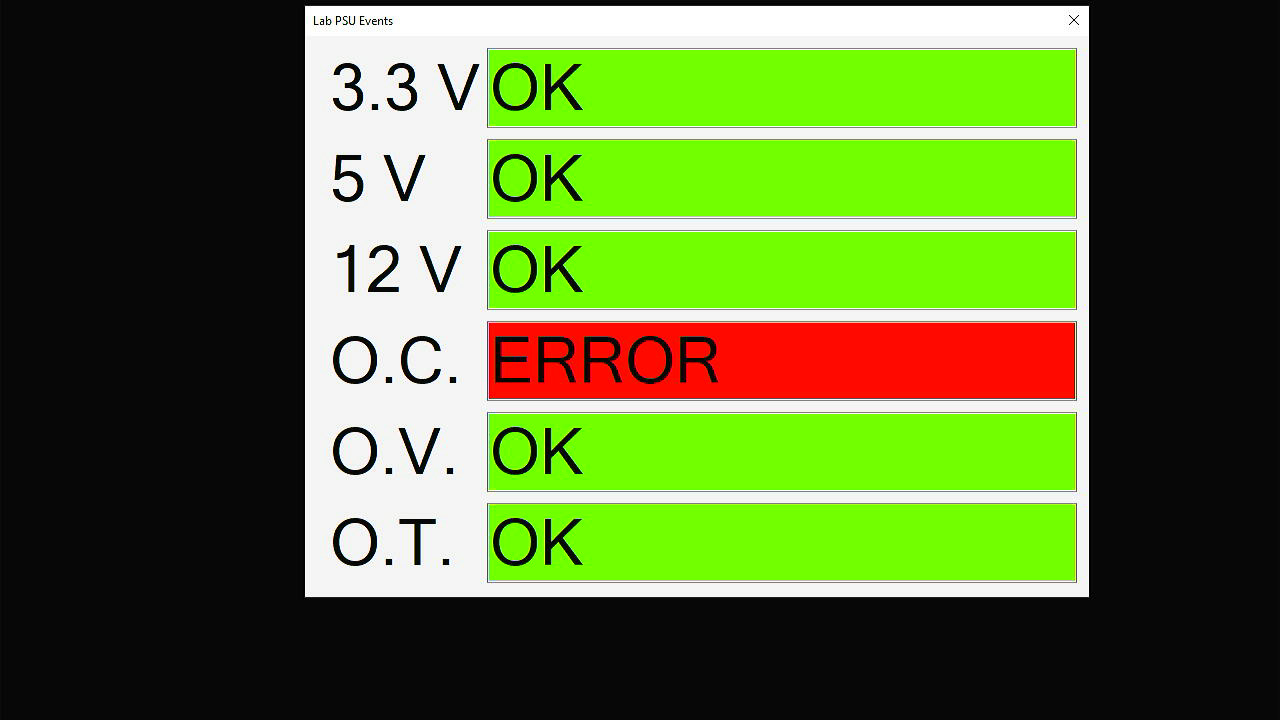 Lab PSU Events
3.3 V OK
5 V OK
12 V OK
O.C. ERROR
O.V. OK
O.T. OK